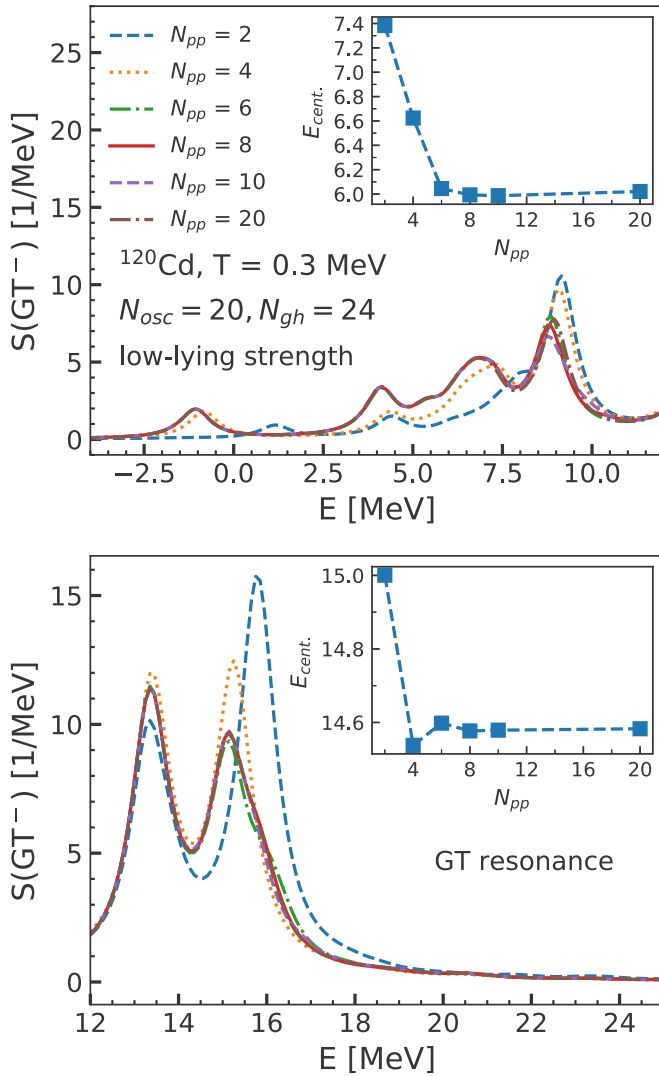 N_pp = 2
N_pp = 4
N_pp = 6
N_pp = 8
N_pp = 10
N_pp = 20
25
20
15
10
5
0
S(GT⁻) [1/MeV]
7.4
7.2
7.0
6.8
6.6
6.4
6.2
6.0
E_cent.
4 8 12 16 20
N_pp
¹²⁰Cd, T = 0.3 MeV
N_osc = 20, N_gh = 24
low-lying strength
−2.5 0.0 2.5 5.0 7.5 10.0
E [MeV]
15
10
5
0
S(GT⁻) [1/MeV]
15.0
14.8
14.6
E_cent.
4 8 12 16 20
N_pp
GT resonance
12 14 16 18 20 22 24
E [MeV]